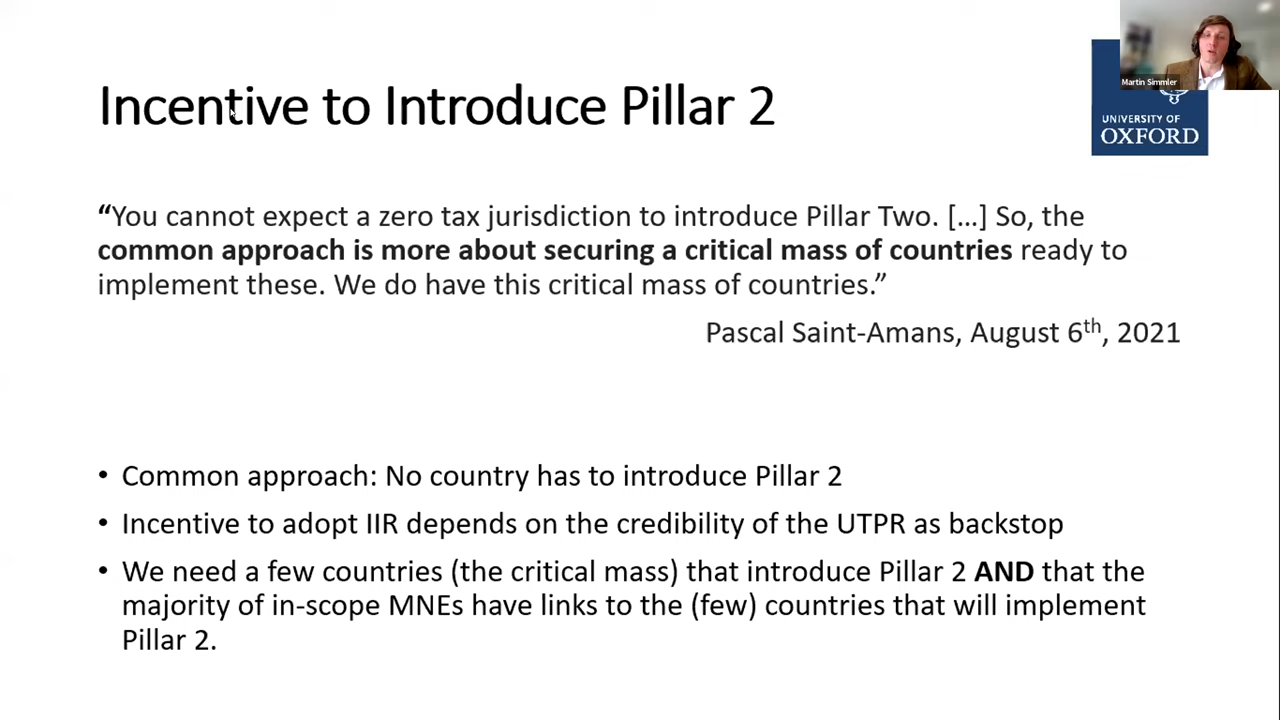 Incentive to Introduce Pillar 2
Martin Simmler
UNIVERSITY OF
OXFORD
“You cannot expect a zero tax jurisdiction to introduce Pillar Two. […] So, the
common approach is more about securing a critical mass of countries ready to
implement these. We do have this critical mass of countries.”
Pascal Saint-Amans, August 6th, 2021
• Common approach: No country has to introduce Pillar 2
• Incentive to adopt IIR depends on the credibility of the UTPR as backstop
• We need a few countries (the critical mass) that introduce Pillar 2 AND that the
majority of in-scope MNEs have links to the (few) countries that will implement
Pillar 2.